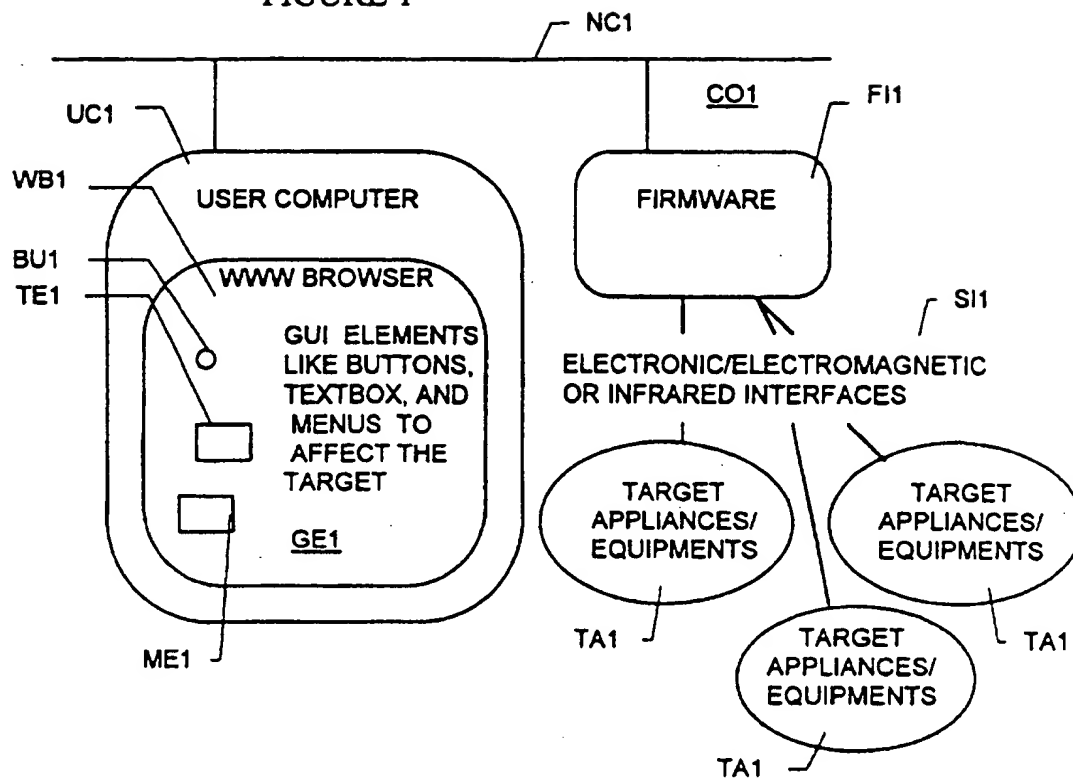 FIGURE 1
NC1
CO1
FI1
UC1
WB1
USER COMPUTER
FIRMWARE
BU1
TE1
WWW BROWSER
SI1
GUI ELEMENTS
LIKE BUTTONS,
TEXTBOX, AND
MENUS TO
AFFECT THE
TARGET
ELECTRONIC/ELECTROMAGNETIC
OR INFRARED INTERFACES
GE1
TARGET
APPLIANCES/
EQUIPMENTS
TARGET
APPLIANCES/
EQUIPMENTS
ME1
TA1
TA1
TARGET
APPLIANCES/
EQUIPMENTS
TA1